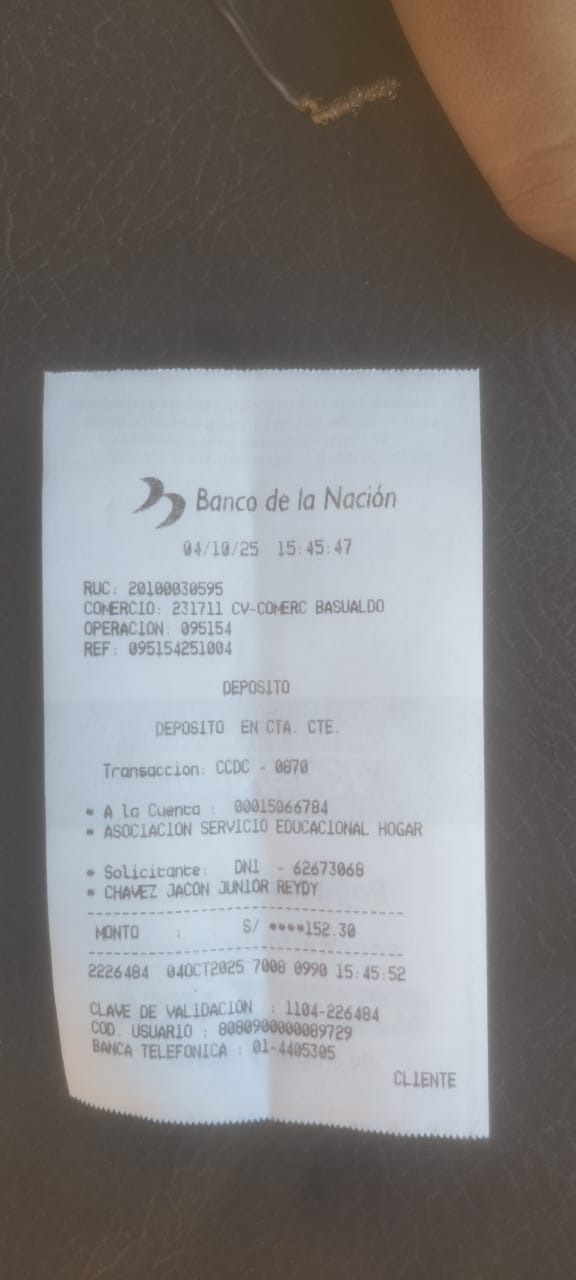 Banco de la Nación
04/10/25 15:45:47
RUC: 20100030595
COMERCIO: 231711 CV-COMERC BASUALDO
OPERACION: 095154
REF: 095154251004
DEPOSITO
DEPOSITO EN CTA. CTE.
Transaccion: CCDC - 0870
* A la Cuenta : 00015066784
* ASOCIACION SERVICIO EDUCACIONAL HOGAR
* Solicitante: DNI - 62673068
* CHAVEZ JACON JUNIOR REYDY
MONTO : S/ ****152.30
2226484 04OCT2025 7008 0990 15:45:52
CLAVE DE VALIDACION : 1104-226484
COD. USUARIO : 8080900000089729
BANCA TELEFONICA : 01-4405305
CLIENTE